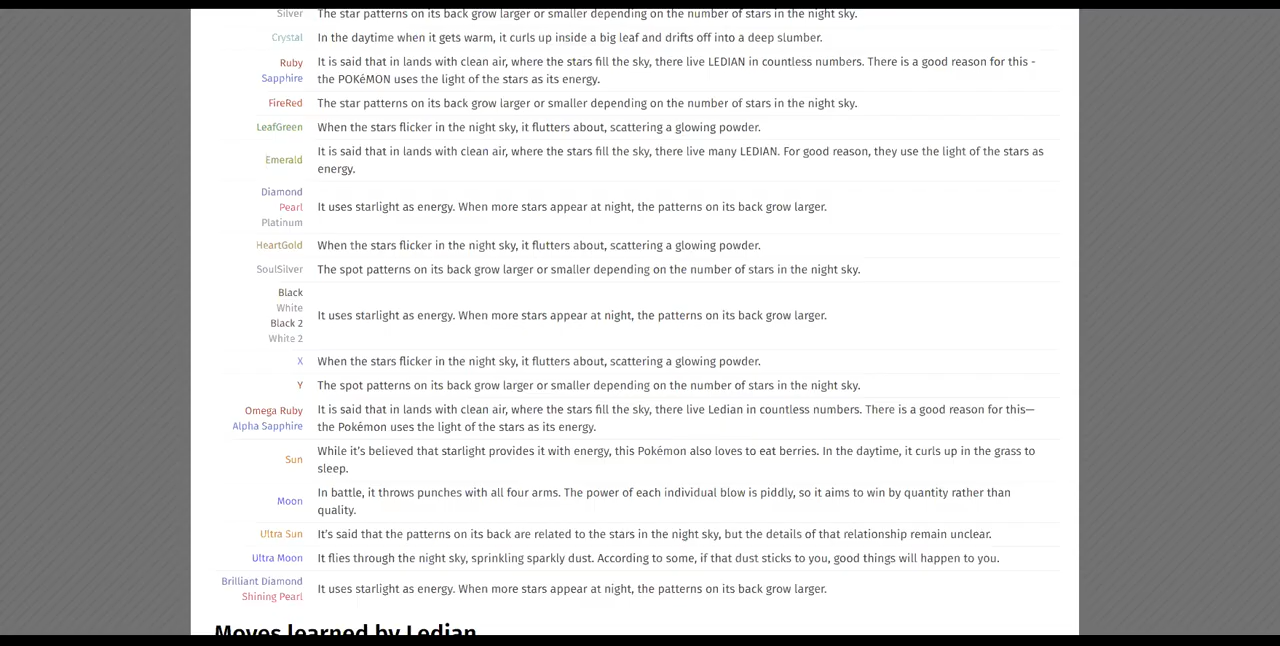 Silver The star patterns on its back grow larger or smaller depending on the number of stars in the night sky.
Crystal In the daytime when it gets warm, it curls up inside a big leaf and drifts off into a deep slumber.
Ruby It is said that in lands with clean air, where the stars fill the sky, there live LEDIAN in countless numbers. There is a good reason for this -
Sapphire the POKéMON uses the light of the stars as its energy.
FireRed The star patterns on its back grow larger or smaller depending on the number of stars in the night sky.
LeafGreen When the stars flicker in the night sky, it flutters about, scattering a glowing powder.
Emerald It is said that in lands with clean air, where the stars fill the sky, there live many LEDIAN. For good reason, they use the light of the stars as
energy.
Diamond
Pearl It uses starlight as energy. When more stars appear at night, the patterns on its back grow larger.
Platinum
HeartGold When the stars flicker in the night sky, it flutters about, scattering a glowing powder.
SoulSilver The spot patterns on its back grow larger or smaller depending on the number of stars in the night sky.
Black
White
It uses starlight as energy. When more stars appear at night, the patterns on its back grow larger.
Black 2
White 2
X When the stars flicker in the night sky, it flutters about, scattering a glowing powder.
Y The spot patterns on its back grow larger or smaller depending on the number of stars in the night sky.
Omega Ruby It is said that in lands with clean air, where the stars fill the sky, there live Ledian in countless numbers. There is a good reason for this—
Alpha Sapphire the Pokémon uses the light of the stars as its energy.
Sun While it's believed that starlight provides it with energy, this Pokémon also loves to eat berries. In the daytime, it curls up in the grass to
sleep.
Moon In battle, it throws punches with all four arms. The power of each individual blow is piddly, so it aims to win by quantity rather than
quality.
Ultra Sun It's said that the patterns on its back are related to the stars in the night sky, but the details of that relationship remain unclear.
Ultra Moon It flies through the night sky, sprinkling sparkly dust. According to some, if that dust sticks to you, good things will happen to you.
Brilliant Diamond It uses starlight as energy. When more stars appear at night, the patterns on its back grow larger.
Shining Pearl
Moves learned by Ledian